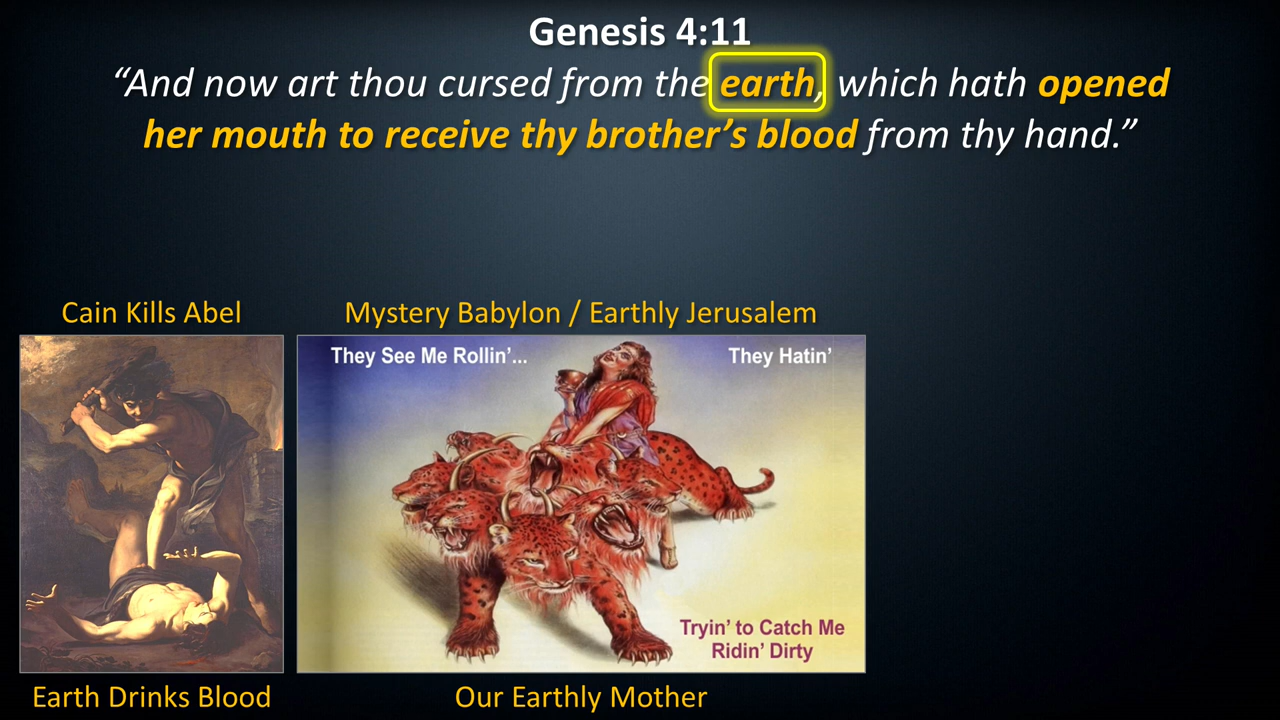 Genesis 4:11
“And now art thou cursed from the earth, which hath opened
her mouth to receive thy brother’s blood from thy hand.”
Cain Kills Abel
Mystery Babylon / Earthly Jerusalem
They See Me Rollin’...
They Hatin’
Tryin’ to Catch Me
Ridin’ Dirty
Earth Drinks Blood
Our Earthly Mother